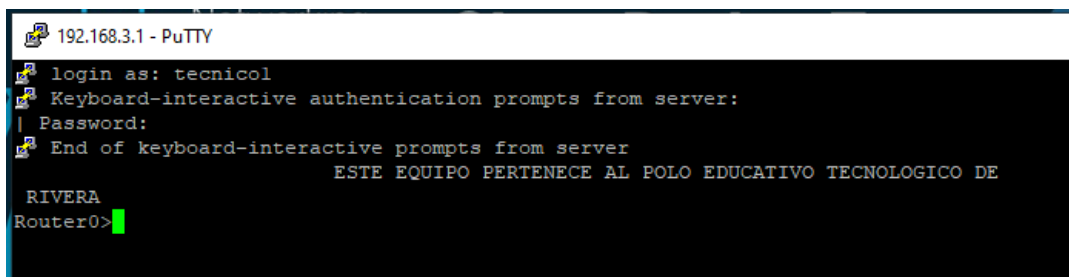 192.168.3.1 - PuTTY
login as: tecnico1
Keyboard-interactive authentication prompts from server:
| Password:
End of keyboard-interactive prompts from server
ESTE EQUIPO PERTENECE AL POLO EDUCATIVO TECNOLOGICO DE
RIVERA
Router0>